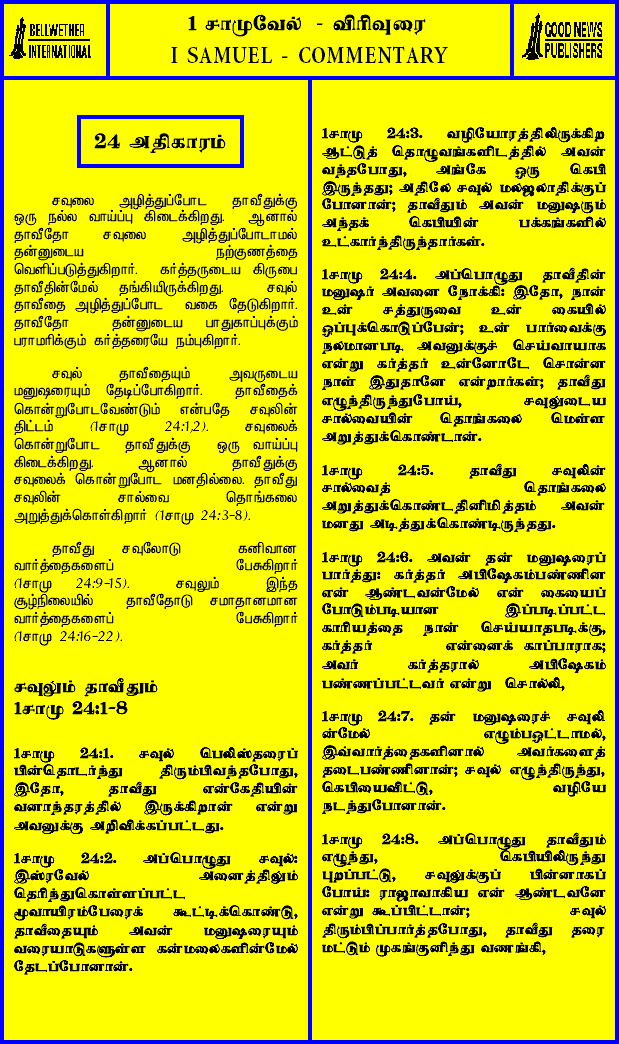 BELLWETHER
INTERNATIONAL
1 சாமுவேல் - விரிவுரை
I SAMUEL - COMMENTARY
GOOD NEWS
PUBLISHERS
24 அதிகாரம்
சவுலை அழித்துப்போட தாவீதுக்கு
ஒரு நல்ல வாய்ப்பு கிடைக்கிறது. ஆனால்
தாவீதோ சவுலை அழித்துப்போடாமல்
தன்னுடைய நற்குணத்தை
வெளிப்படுத்துகிறார். கர்த்தருடைய கிருபை
தாவீதின்மேல் தங்கியிருக்கிறது. சவுல்
தாவீதை அழித்துப்போட வகை தேடுகிறார்.
தாவீதோ தன்னுடைய பாதுகாப்புக்கும்
பராமரிக்கும் கர்த்தரையே நம்புகிறார்.
சவுல் தாவீதையும் அவருடைய
மனுஷரையும் தேடிப்போகிறார். தாவீதைக்
கொன்றுபோடவேண்டும் என்பதே சவுலின்
திட்டம் (1சாமு 24:1,2). சவுலைக்
கொன்றுபோட தாவீதுக்கு ஒரு வாய்ப்பு
கிடைக்கிறது. ஆனால் தாவீதுக்கு
சவுலைக் கொன்றுபோட மனதில்லை. தாவீது
சவுலின் சால்வை தொங்கலை
அறுத்துக்கொள்கிறார் (1சாமு 24:3-8).
தாவீது சவுலோடு கனிவான
வார்த்தைகளைப் பேசுகிறார்
(1சாமு 24:9-15). சவுலும் இந்த
சூழ்நிலையில் தாவீதோடு சமாதானமான
வார்த்தைகளைப் பேசுகிறார்
(1சாமு 24:16-22).
சவுலும் தாவீதும்
1சாமு 24:1-8
1சாமு 24:1. சவுல் பெலிஸ்தரைப்
பின்தொடர்ந்து திரும்பிவந்தபோது,
இதோ, தாவீது என்கேதியின்
வனாந்தரத்தில் இருக்கிறான் என்று
அவனுக்கு அறிவிக்கப்பட்டது.
1சாமு 24:2. அப்பொழுது சவுல்:
இஸ்ரவேல் அனைத்திலும்
தெரிந்துகொள்ளப்பட்ட
மூவாயிரம்பேரைக் கூட்டிக்கொண்டு,
தாவீதையும் அவன் மனுஷரையும்
வரையாடுகளுள்ள கன்மலைகளின்மேல்
தேடப்போனான்.
1சாமு 24:3. வழியோரத்திலிருக்கிற
ஆட்டுத் தொழுவங்களிடத்தில் அவன்
வந்தபோது, அங்கே ஒரு கெபி
இருந்தது; அதிலே சவுல் மலஜலாதிக்குப்
போனான்; தாவீதும் அவன் மனுஷரும்
அந்தக் கெபியின் பக்கங்களில்
உட்கார்ந்திருந்தார்கள்.
1சாமு 24:4. அப்பொழுது தாவீதின்
மனுஷர் அவனை நோக்கி: இதோ, நான்
உன் சத்துருவை உன் கையில்
ஒப்புக்கொடுப்பேன்; உன் பார்வைக்கு
நலமானபடி அவனுக்குச் செய்வாயாக
என்று கர்த்தர் உன்னோடே சொன்ன
நாள் இதுதானே என்றார்கள்; தாவீது
எழுந்திருந்துபோய், சவுலுடைய
சால்வையின் தொங்கலை மெள்ள
அறுத்துக்கொண்டான்.
1சாமு 24:5. தாவீது சவுலின்
சால்வைத் தொங்கலை
அறுத்துக்கொண்டதினிமித்தம் அவன்
மனது அடித்துக்கொண்டிருந்தது.
1சாமு 24:6. அவன் தன் மனுஷரைப்
பார்த்து: கர்த்தர் அபிஷேகம்பண்ணின
என் ஆண்டவன்மேல் என் கையைப்
போடும்படியான இப்படிப்பட்ட
காரியத்தை நான் செய்யாதபடிக்கு,
கர்த்தர் என்னைக் காப்பாராக;
அவர் கர்த்தரால் அபிஷேகம்
பண்ணப்பட்டவர் என்று சொல்லி,
1சாமு 24:7. தன் மனுஷரைச் சவுலி
ன்மேல் எழும்பஒட்டாமல்,
இவ்வார்த்தைகளினால் அவர்களைத்
தடைபண்ணினான்; சவுல் எழுந்திருந்து,
கெபியைவிட்டு, வழியே
நடந்துபோனான்.
1சாமு 24:8. அப்பொழுது தாவீதும்
எழுந்து, கெபியிலிருந்து
புறப்பட்டு, சவுலுக்குப் பின்னாகப்
போய்: ராஜாவாகிய என் ஆண்டவனே
என்று கூப்பிட்டான்; சவுல்
திரும்பிப்பார்த்தபோது, தாவீது தரை
மட்டும் முகங்குனிந்து வணங்கி,